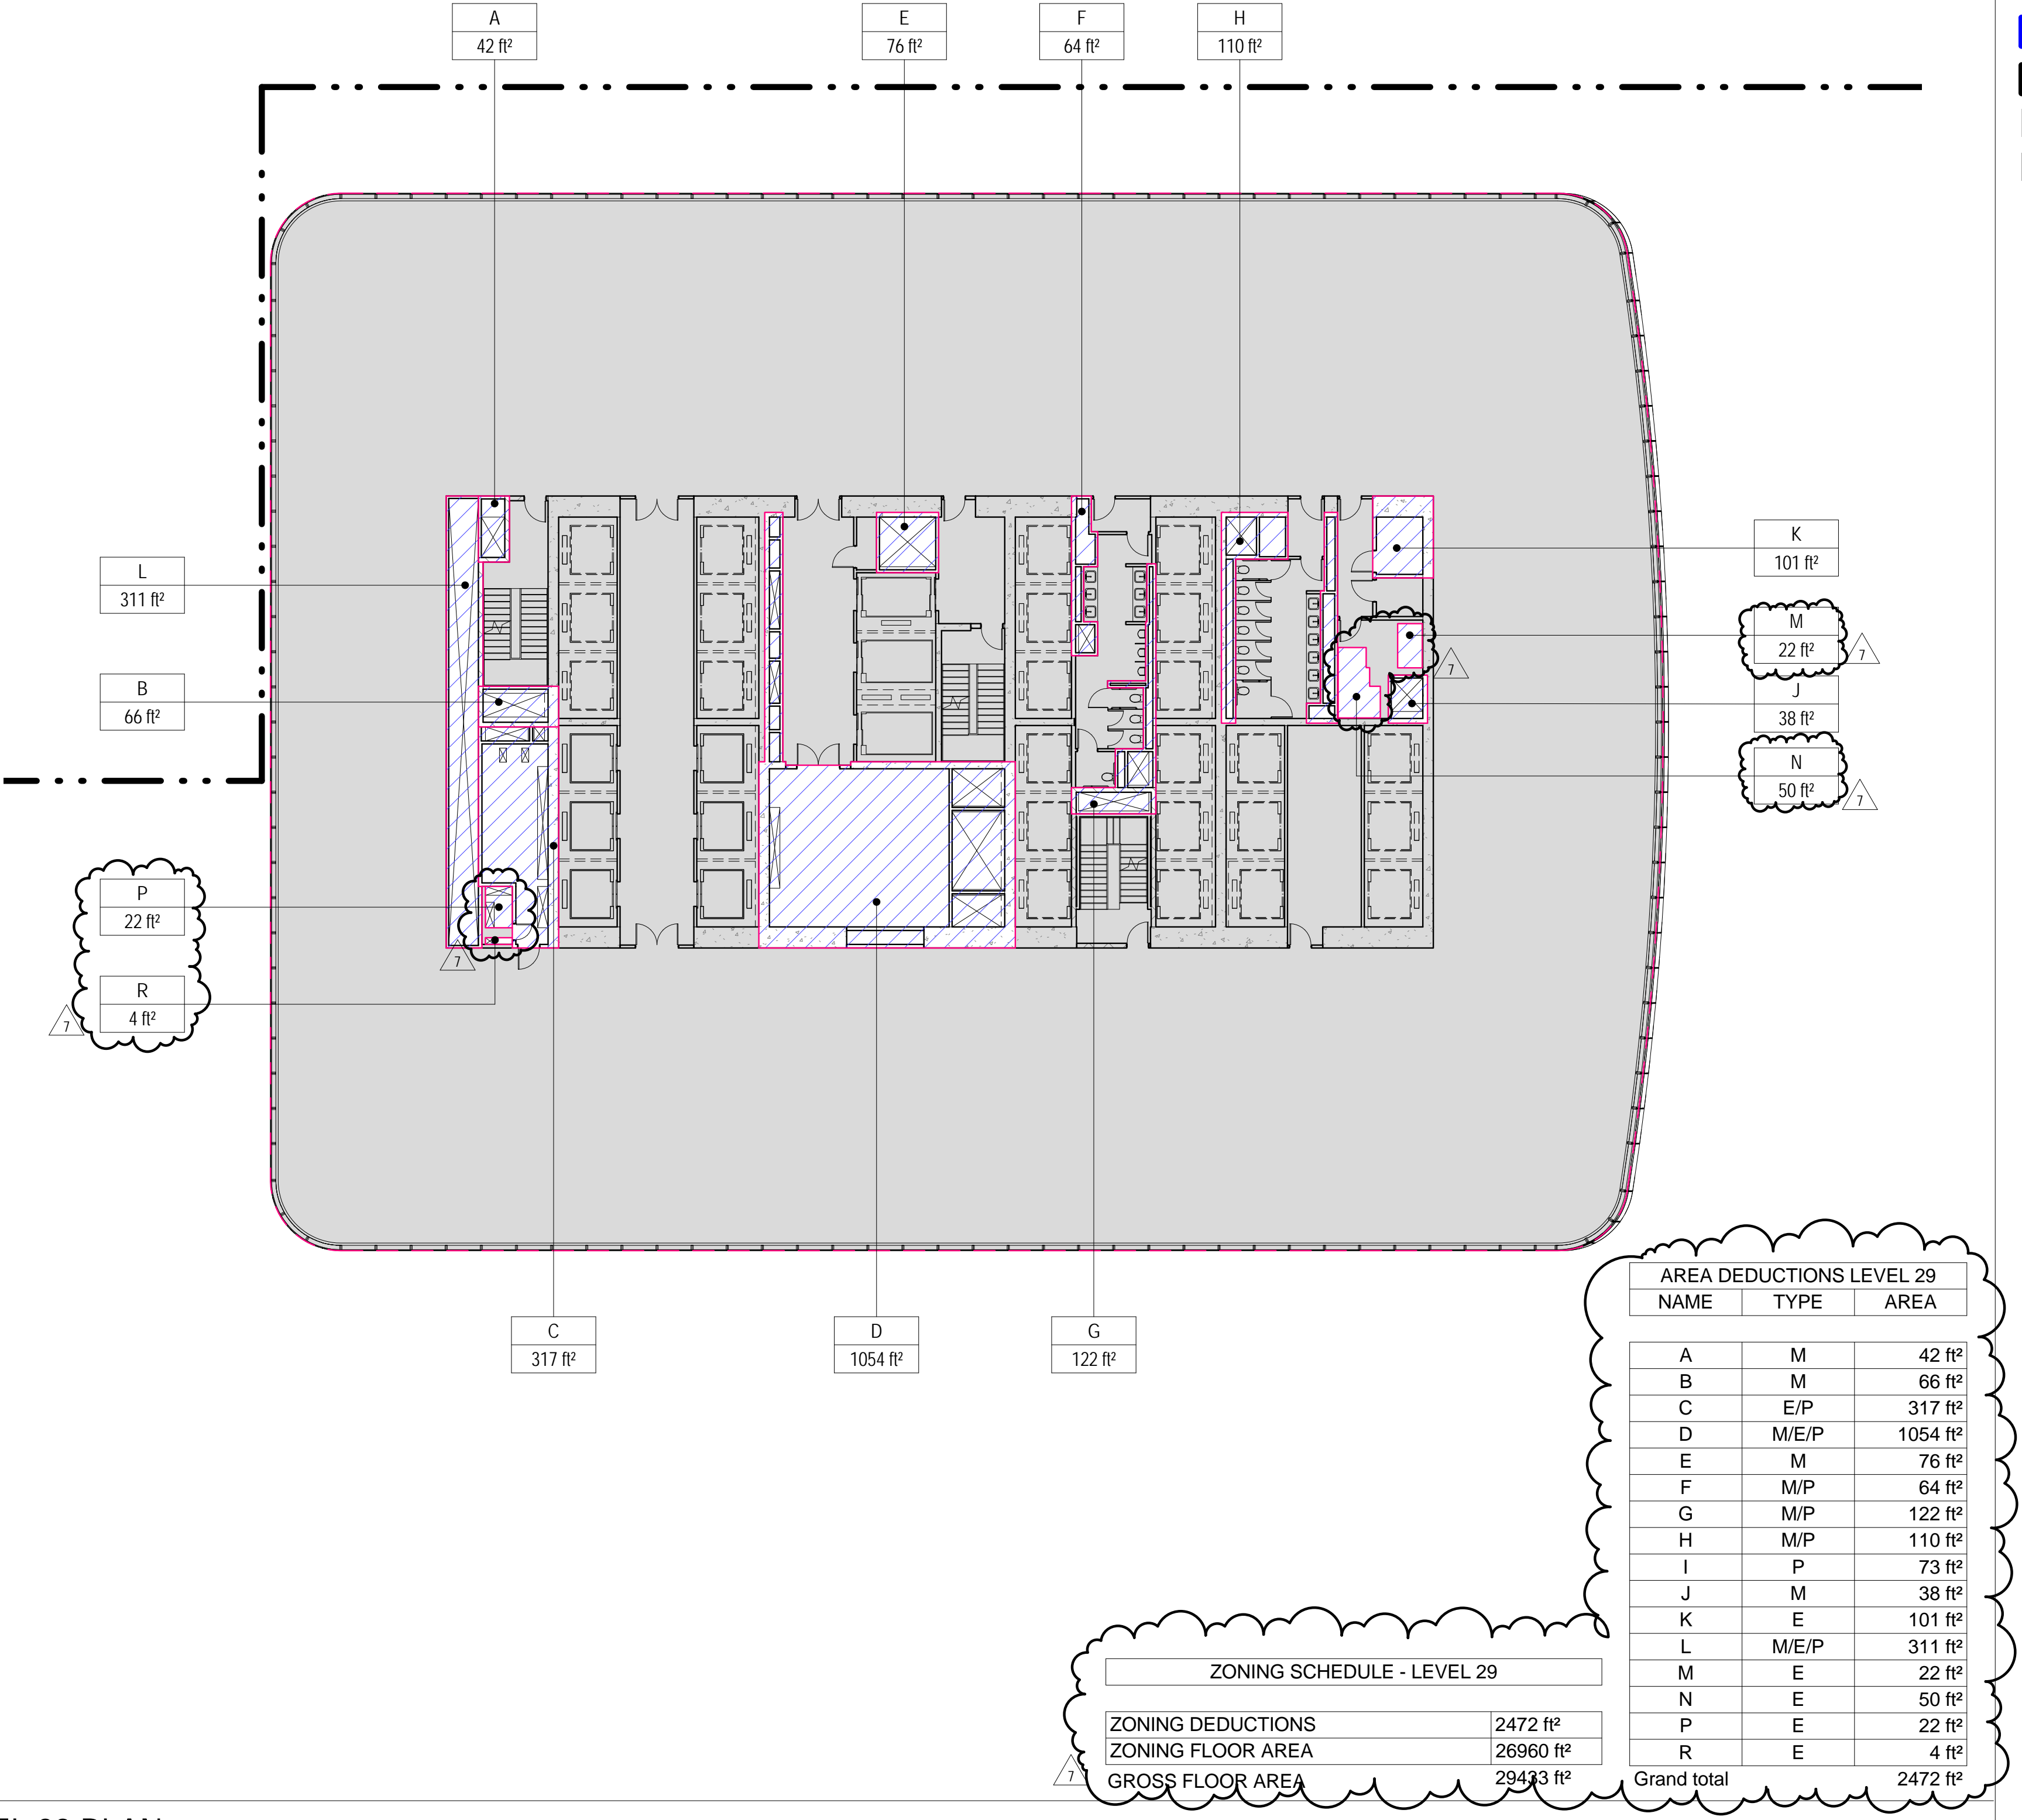 A
42 ft²
E
76 ft²
F
64 ft²
H
110 ft²
K
101 ft²
L
311 ft²
M
22 ft²
7
7
B
66 ft²
J
38 ft²
N
50 ft²
7
P
22 ft²
7
R
4 ft²
7
C
317 ft²
D
1054 ft²
G
122 ft²
AREA DEDUCTIONS LEVEL 29
NAME TYPE AREA
A M 42 ft²
B M 66 ft²
C E/P 317 ft²
D M/E/P 1054 ft²
E M 76 ft²
F M/P 64 ft²
G M/P 122 ft²
H M/P 110 ft²
I P 73 ft²
J M 38 ft²
K E 101 ft²
L M/E/P 311 ft²
M E 22 ft²
N E 50 ft²
P E 22 ft²
R E 4 ft²
Grand total 2472 ft²
ZONING SCHEDULE - LEVEL 29
ZONING DEDUCTIONS 2472 ft²
ZONING FLOOR AREA 26960 ft²
GROSS FLOOR AREA 29433 ft²
7